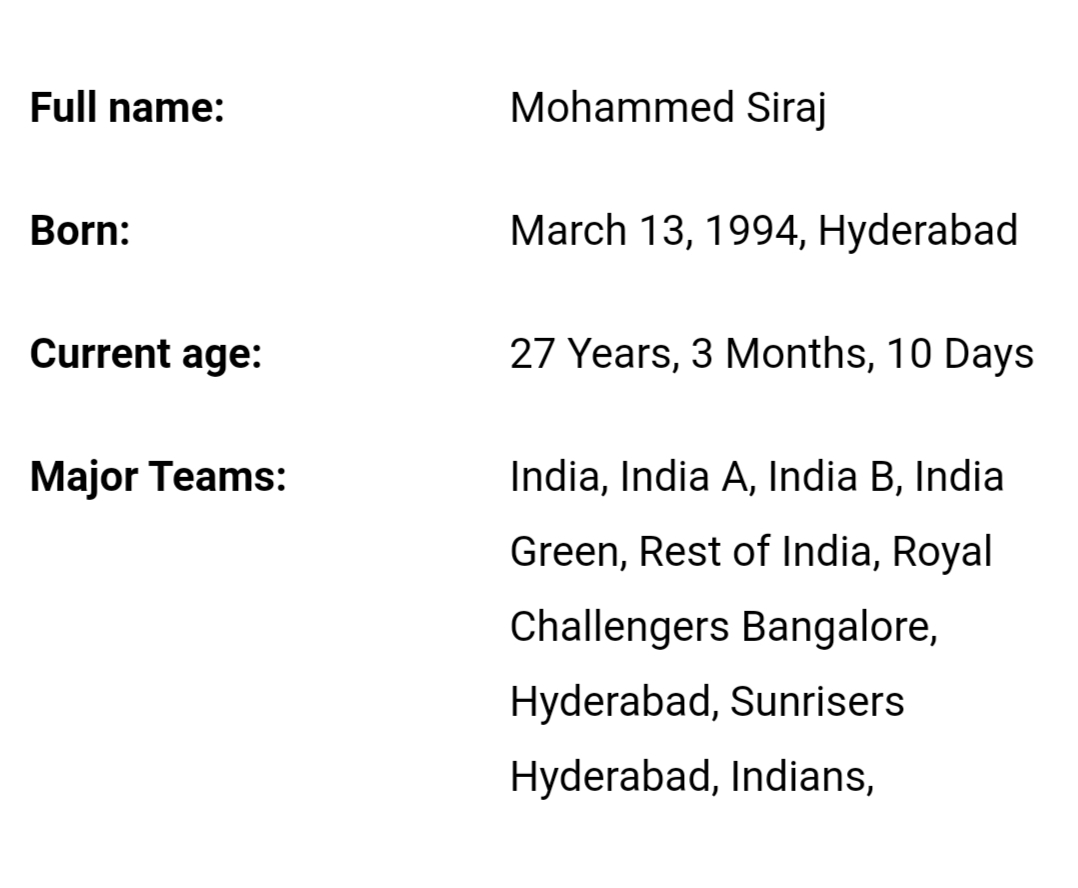 Full name: Mohammed Siraj
Born: March 13, 1994, Hyderabad
Current age: 27 Years, 3 Months, 10 Days
Major Teams: India, India A, India B, India
Green, Rest of India, Royal
Challengers Bangalore,
Hyderabad, Sunrisers
Hyderabad, Indians,